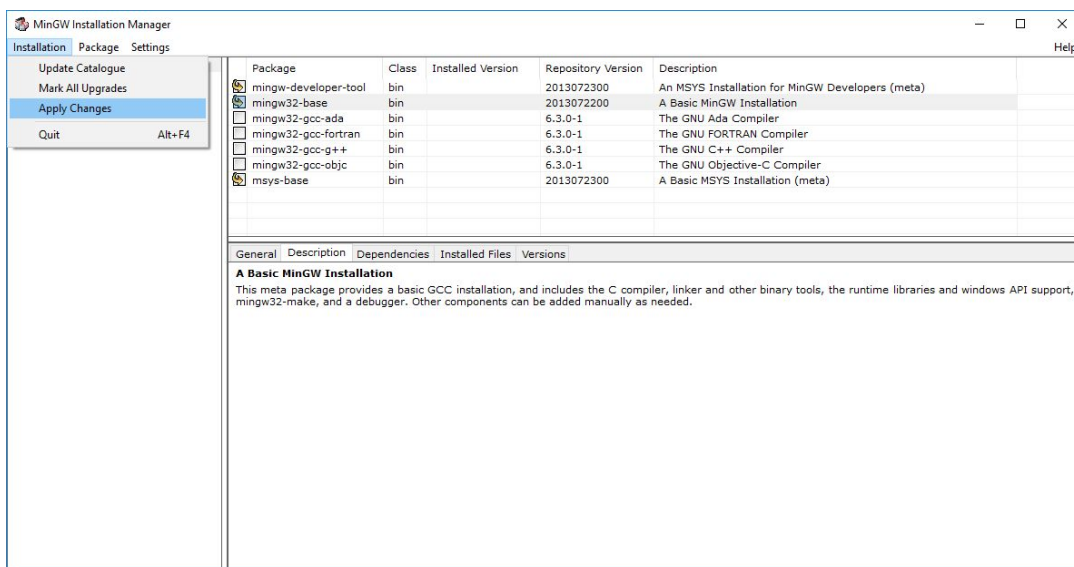 MinGW Installation Manager
Installation Package Settings Help
Update Catalogue
Mark All Upgrades
Apply Changes
Quit Alt+F4
Package Class Installed Version Repository Version Description
mingw-developer-tool bin 2013072300 An MSYS Installation for MinGW Developers (meta)
mingw32-base bin 2013072200 A Basic MinGW Installation
mingw32-gcc-ada bin 6.3.0-1 The GNU Ada Compiler
mingw32-gcc-fortran bin 6.3.0-1 The GNU FORTRAN Compiler
mingw32-gcc-g++ bin 6.3.0-1 The GNU C++ Compiler
mingw32-gcc-objc bin 6.3.0-1 The GNU Objective-C Compiler
msys-base bin 2013072300 A Basic MSYS Installation (meta)
General Description Dependencies Installed Files Versions
A Basic MinGW Installation
This meta package provides a basic GCC installation, and includes the C compiler, linker and other binary tools, the runtime libraries and windows API support,
mingw32-make, and a debugger. Other components can be added manually as needed.